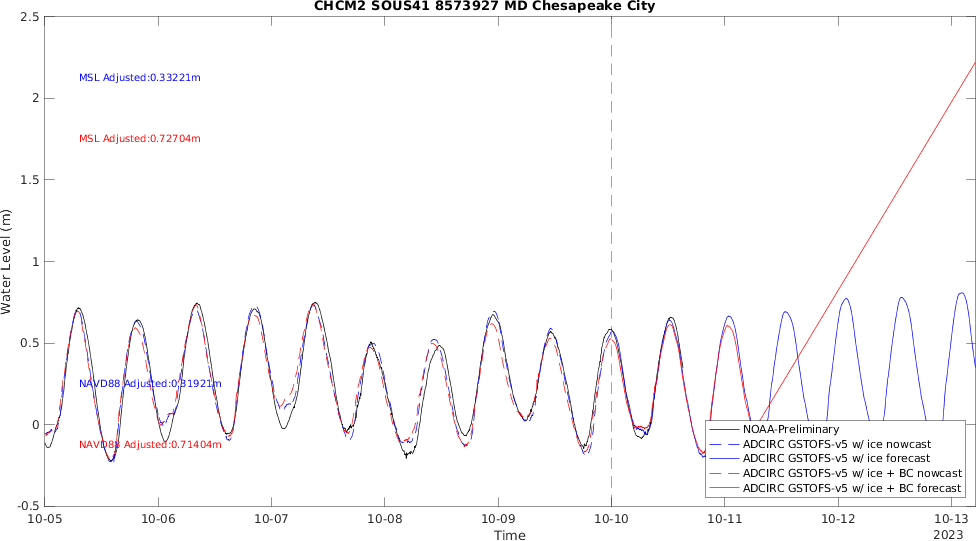 CHCM2 SOUS41 8573927 MD Chesapeake City
2.5
2
1.5
1
0.5
0
-0.5
Water Level (m)
MSL Adjusted:0.33221m
MSL Adjusted:0.72704m
NAVD88 Adjusted:0.31921m
NAVD88 Adjusted:0.71404m
NOAA-Preliminary
ADCIRC GSTOFS-v5 w/ ice nowcast
ADCIRC GSTOFS-v5 w/ ice forecast
ADCIRC GSTOFS-v5 w/ ice + BC nowcast
ADCIRC GSTOFS-v5 w/ ice + BC forecast
10-05 10-06 10-07 10-08 10-09 10-10 10-11 10-12 10-13
Time
2023